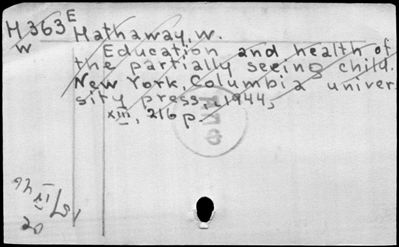 H363E Hathaway, W.
W
Education and health of
the partially seeing child.
New York, Columbia univer-
sity press, 1944,
XIII, 216 p.
20